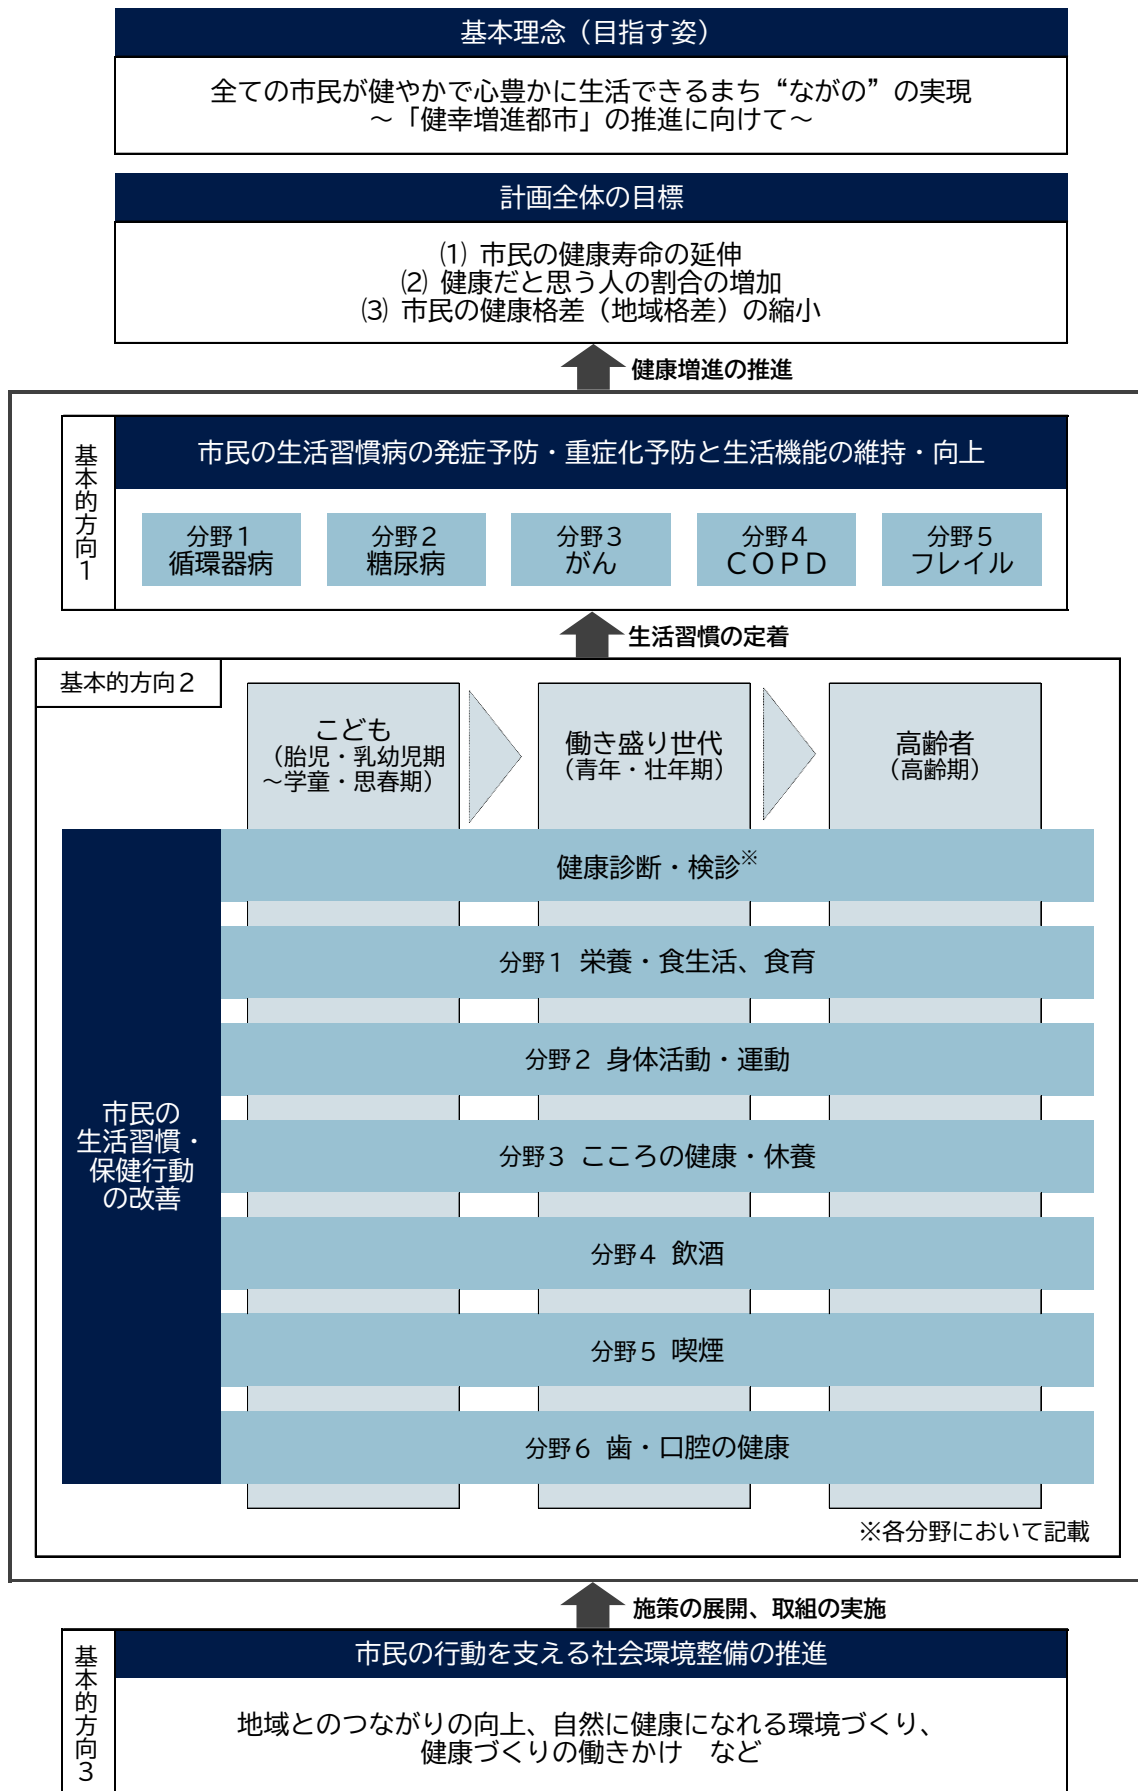 基本理念（目指す姿）
全ての市民が健やかで心豊かに生活できるまち“ながの”の実現
～「健幸増進都市」の推進に向けて～
計画全体の目標
⑴ 市民の健康寿命の延伸
⑵ 健康だと思う人の割合の増加
⑶ 市民の健康格差（地域格差）の縮小
健康増進の推進
基本的方向１
市民の生活習慣病の発症予防・重症化予防と生活機能の維持・向上
分野１
循環器病
分野２
糖尿病
分野３
がん
分野４
ＣＯＰＤ
分野５
フレイル
生活習慣の定着
基本的方向２
こども
（胎児・乳幼児期
～学童・思春期）
働き盛り世代
（青年・壮年期）
高齢者
（高齢期）
市民の
生活習慣・
保健行動
の改善
健康診断・検診※
分野１ 栄養・食生活、食育
分野２ 身体活動・運動
分野３ こころの健康・休養
分野４ 飲酒
分野５ 喫煙
分野６ 歯・口腔の健康
※各分野において記載
施策の展開、取組の実施
基本的方向３
市民の行動を支える社会環境整備の推進
地域とのつながりの向上、自然に健康になれる環境づくり、
健康づくりの働きかけ　など